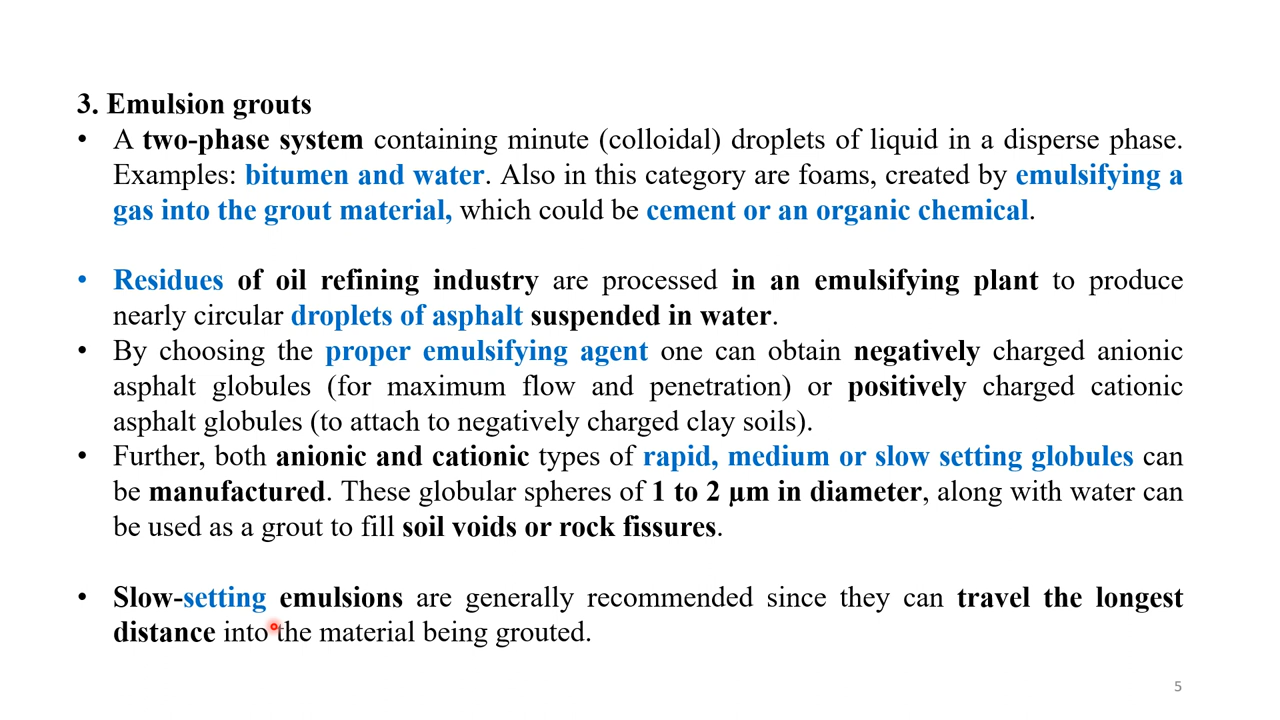 3. Emulsion grouts
• A two-phase system containing minute (colloidal) droplets of liquid in a disperse phase.
Examples: bitumen and water. Also in this category are foams, created by emulsifying a
gas into the grout material, which could be cement or an organic chemical.
• Residues of oil refining industry are processed in an emulsifying plant to produce
nearly circular droplets of asphalt suspended in water.
• By choosing the proper emulsifying agent one can obtain negatively charged anionic
asphalt globules (for maximum flow and penetration) or positively charged cationic
asphalt globules (to attach to negatively charged clay soils).
• Further, both anionic and cationic types of rapid, medium or slow setting globules can
be manufactured. These globular spheres of 1 to 2 µm in diameter, along with water can
be used as a grout to fill soil voids or rock fissures.
• Slow-setting emulsions are generally recommended since they can travel the longest
distance into the material being grouted.
5